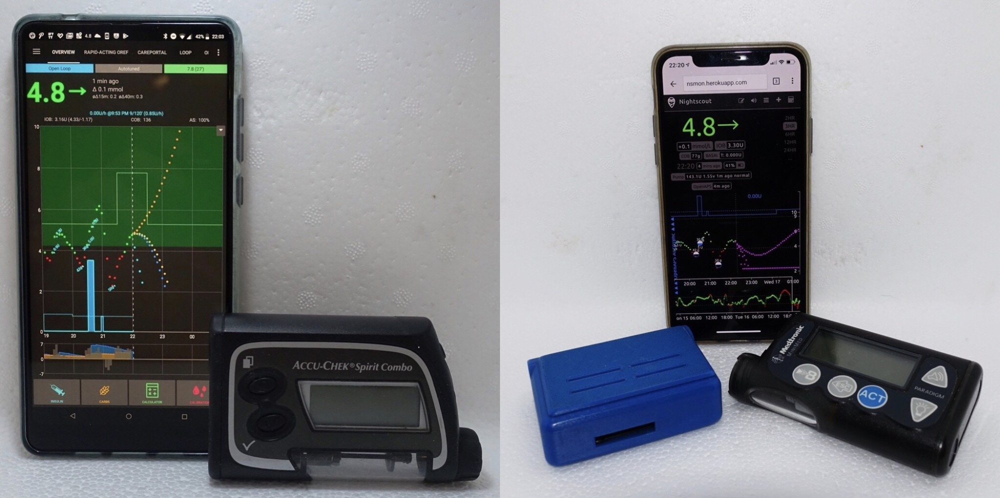 4.8 42% 22:03
OVERVIEW RAPID-ACTING OREF CAREPORTAL LOOP
Open Loop Autotuned 7.8 (27')
4.8→ 1 min ago
Δ 0.1 mmol
øΔ15m: 0.2 øΔ40m: 0.3
0.00U/h @9:53 PM 9/120' (0.85U/h)
IOB: 3.16U (4.33/-1.17) COB: 136 AS: 100%
10
8
6
4
2
0
19 20 21 22 23 00
7
0
-7
INSULIN CARBS CALCULATOR
ACCU-CHEK® Spirit Combo
22:20
nsmon.herokuapp.com 3
Nightscout
4.8→
2HR
3HR
6HR
12HR
24HR
+0.1 mmol/L IOB 3.30U
COB 77g BASAL T: 0.000U
22:20 4 mins ago 41%
Pump 143.1U 1.55v 1m ago normal
OpenAPS 4m ago
0.00U
10
9
4
2
20:00 21:00 22:00 23:00 Wed 17 01:00
on 15 06:00 12:00 18:00 Tue 16 06:00 12:00 18:0
Medtronic
MINIMED
8
ESC
ACT
PARADIGM